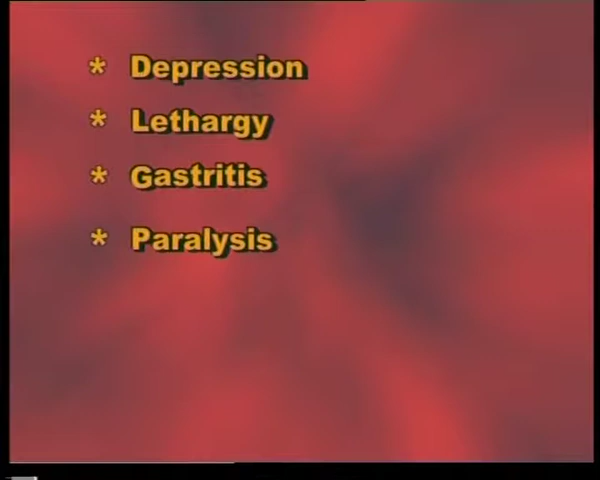 * Depression
* Lethargy
* Gastritis
* Paralysis